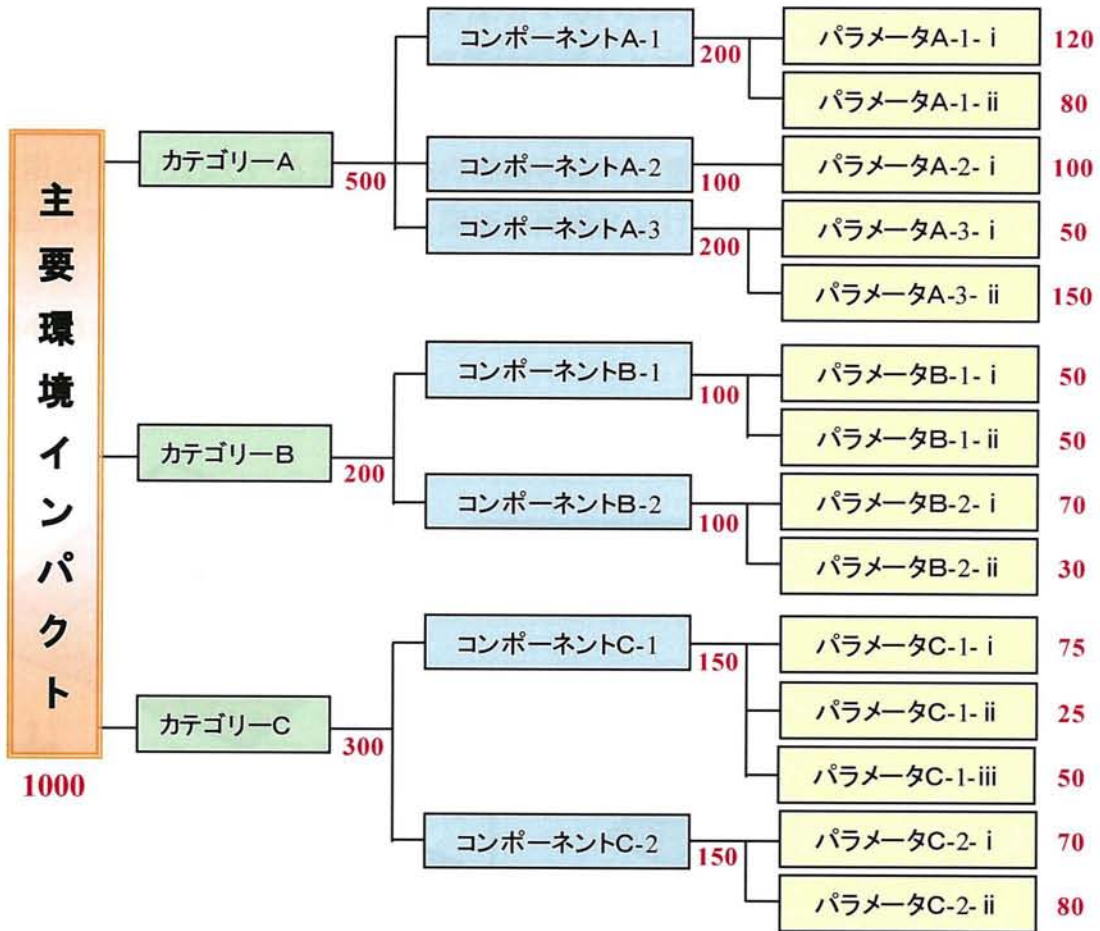 主要環境インパクト
1000
カテゴリーA
500
コンポーネントA-1
200
パラメータA-1-ⅰ
120
パラメータA-1-ⅱ
80
コンポーネントA-2
100
パラメータA-2-ⅰ
100
コンポーネントA-3
200
パラメータA-3-ⅰ
50
パラメータA-3-ⅱ
150
カテゴリーB
200
コンポーネントB-1
100
パラメータB-1-ⅰ
50
パラメータB-1-ⅱ
50
コンポーネントB-2
100
パラメータB-2-ⅰ
70
パラメータB-2-ⅱ
30
カテゴリーC
300
コンポーネントC-1
150
パラメータC-1-ⅰ
75
パラメータC-1-ⅱ
25
パラメータC-1-ⅲ
50
コンポーネントC-2
150
パラメータC-2-ⅰ
70
パラメータC-2-ⅱ
80